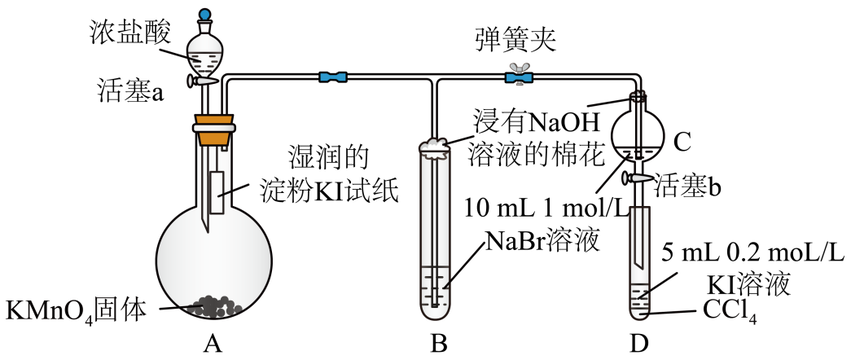 浓盐酸
活塞a
弹簧夹
湿润的
淀粉KI试纸
浸有NaOH
溶液的棉花
C
活塞b
10 mL 1 mol/L
NaBr溶液
5 mL 0.2 moL/L
KI溶液
CCl₄
KMnO₄固体
A
B
D